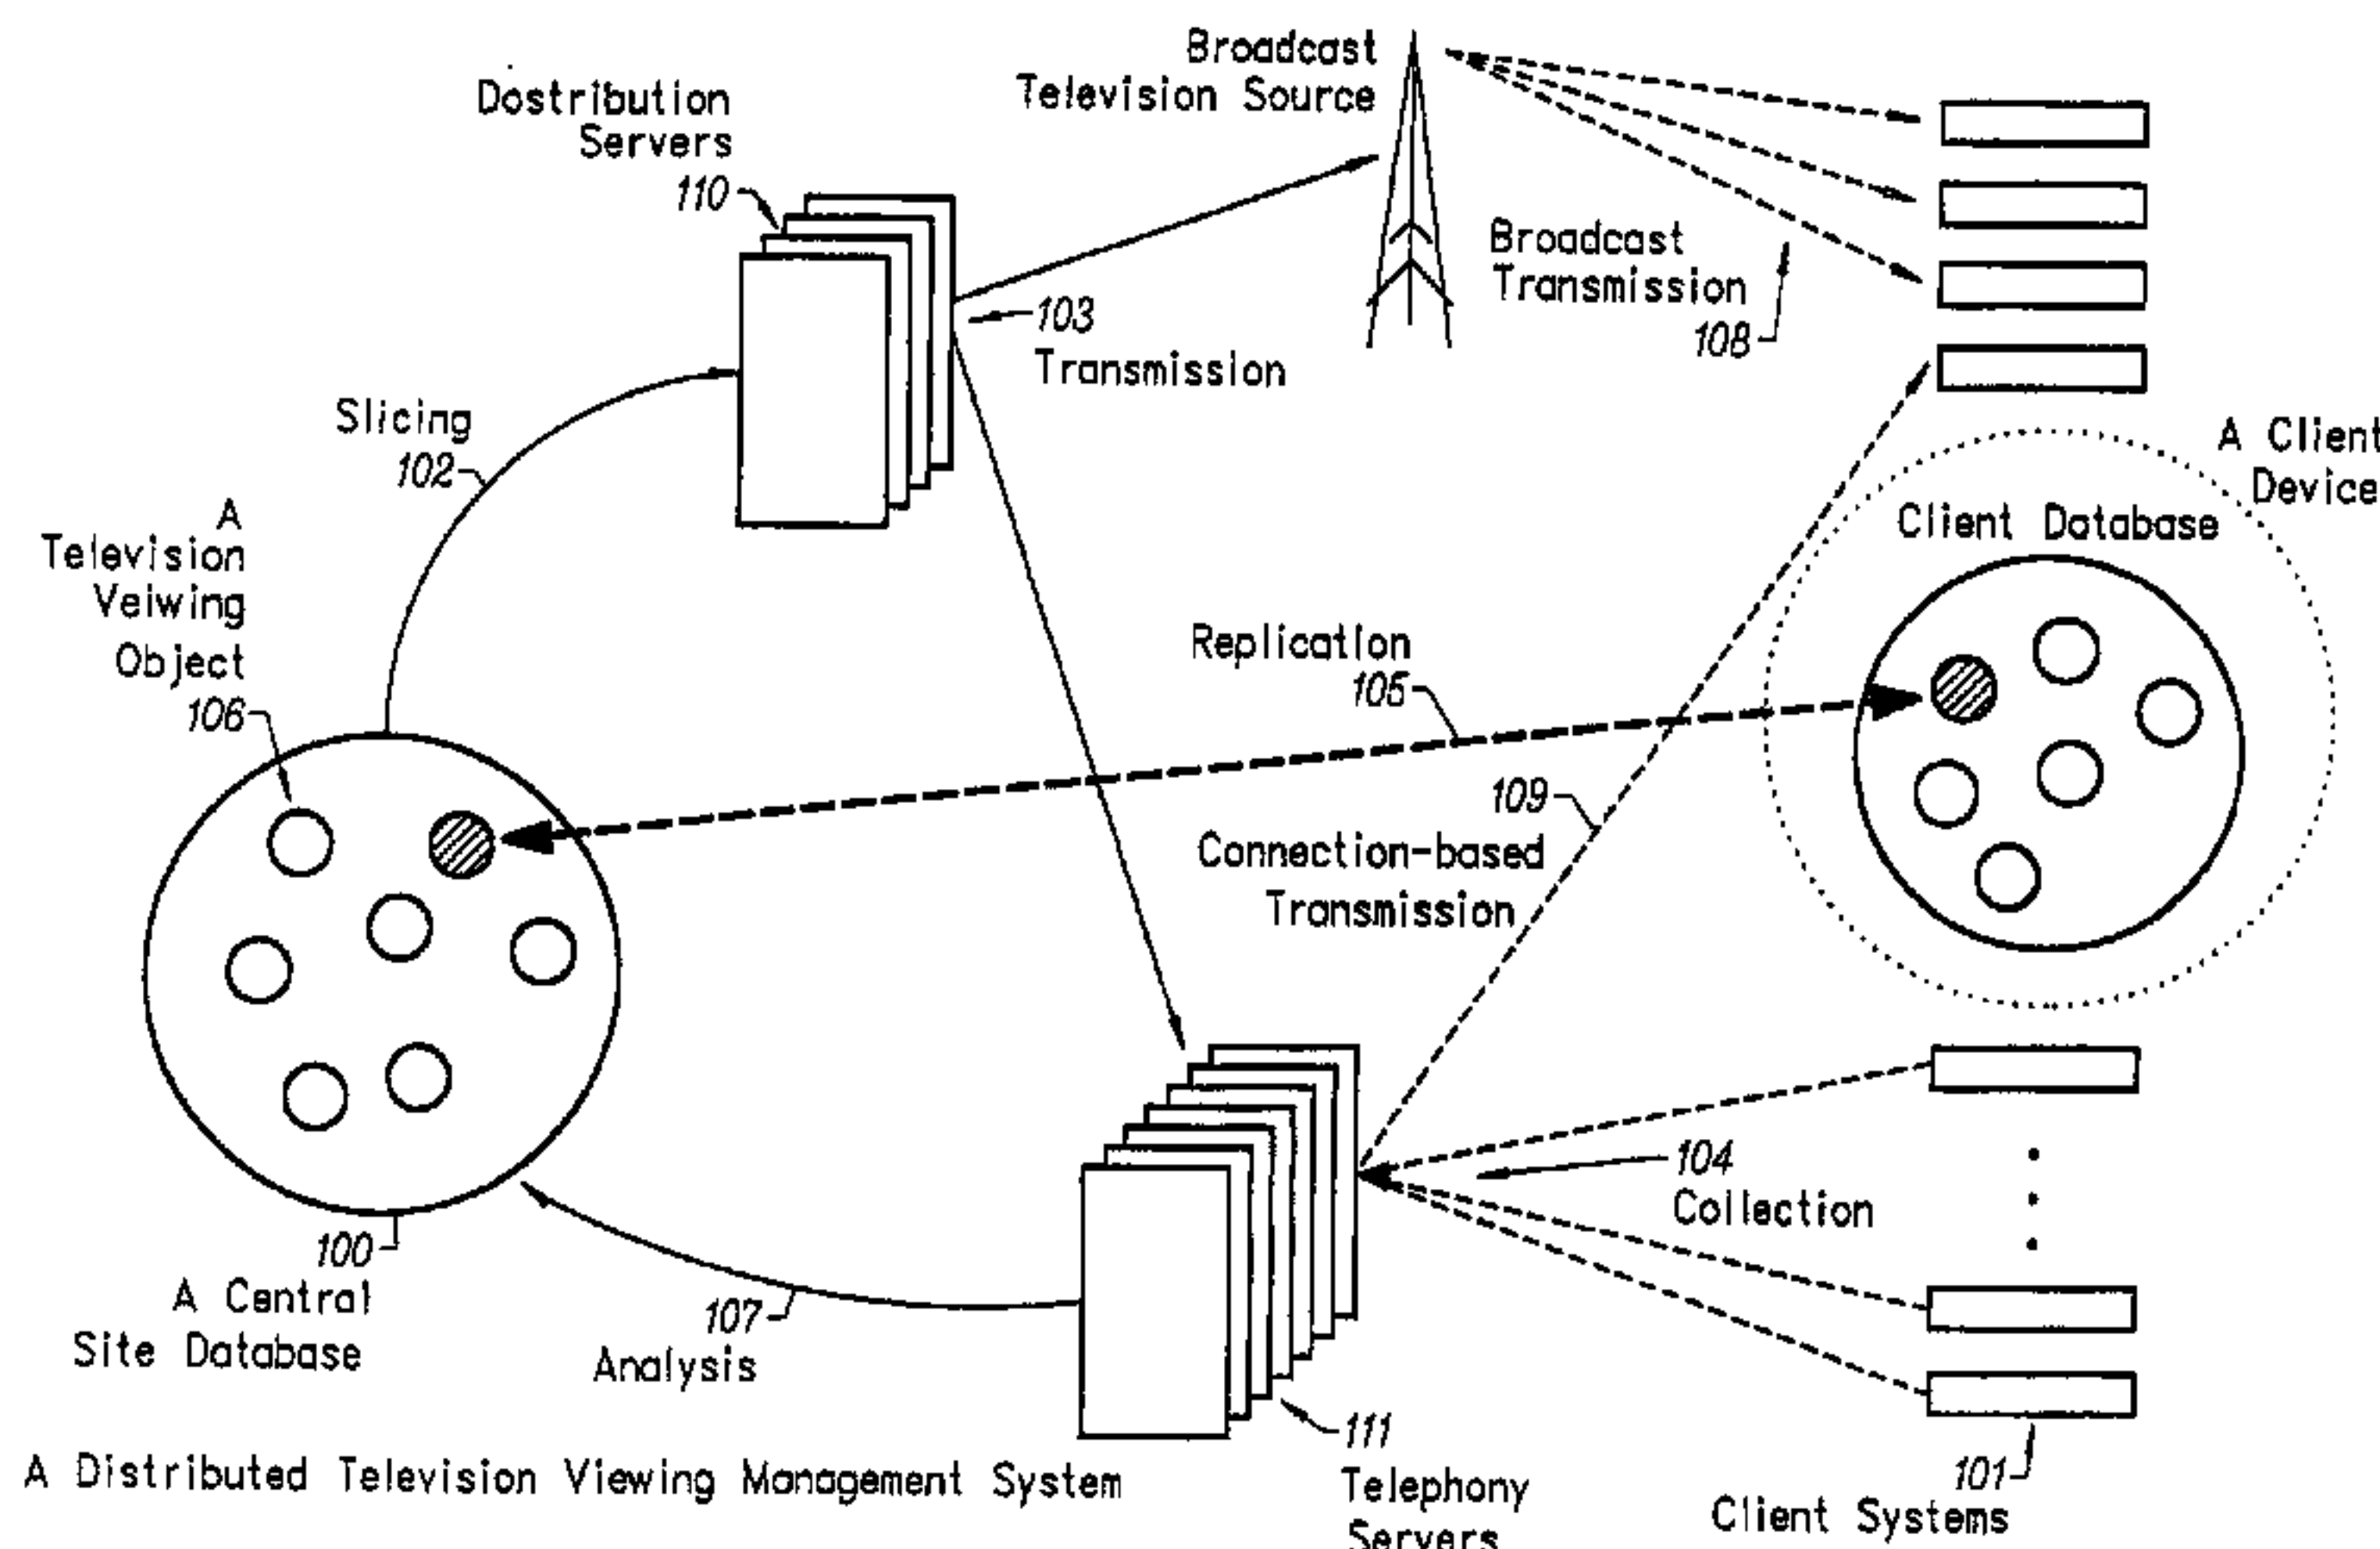 Broadcast
Television Source
Dostribution
Servers
110
103
Transmission
Broadcast
Transmission
108
Slicing
102
A Client
Device
Client Database
A
Television
Veiwing
Object
106
Replication
105
109
Connection-based
Transmission
104
Collection
100
A Central
Site Database
107
Analysis
111
Telephony
Servers
101
Client Systems
A Distributed Television Viewing Management System